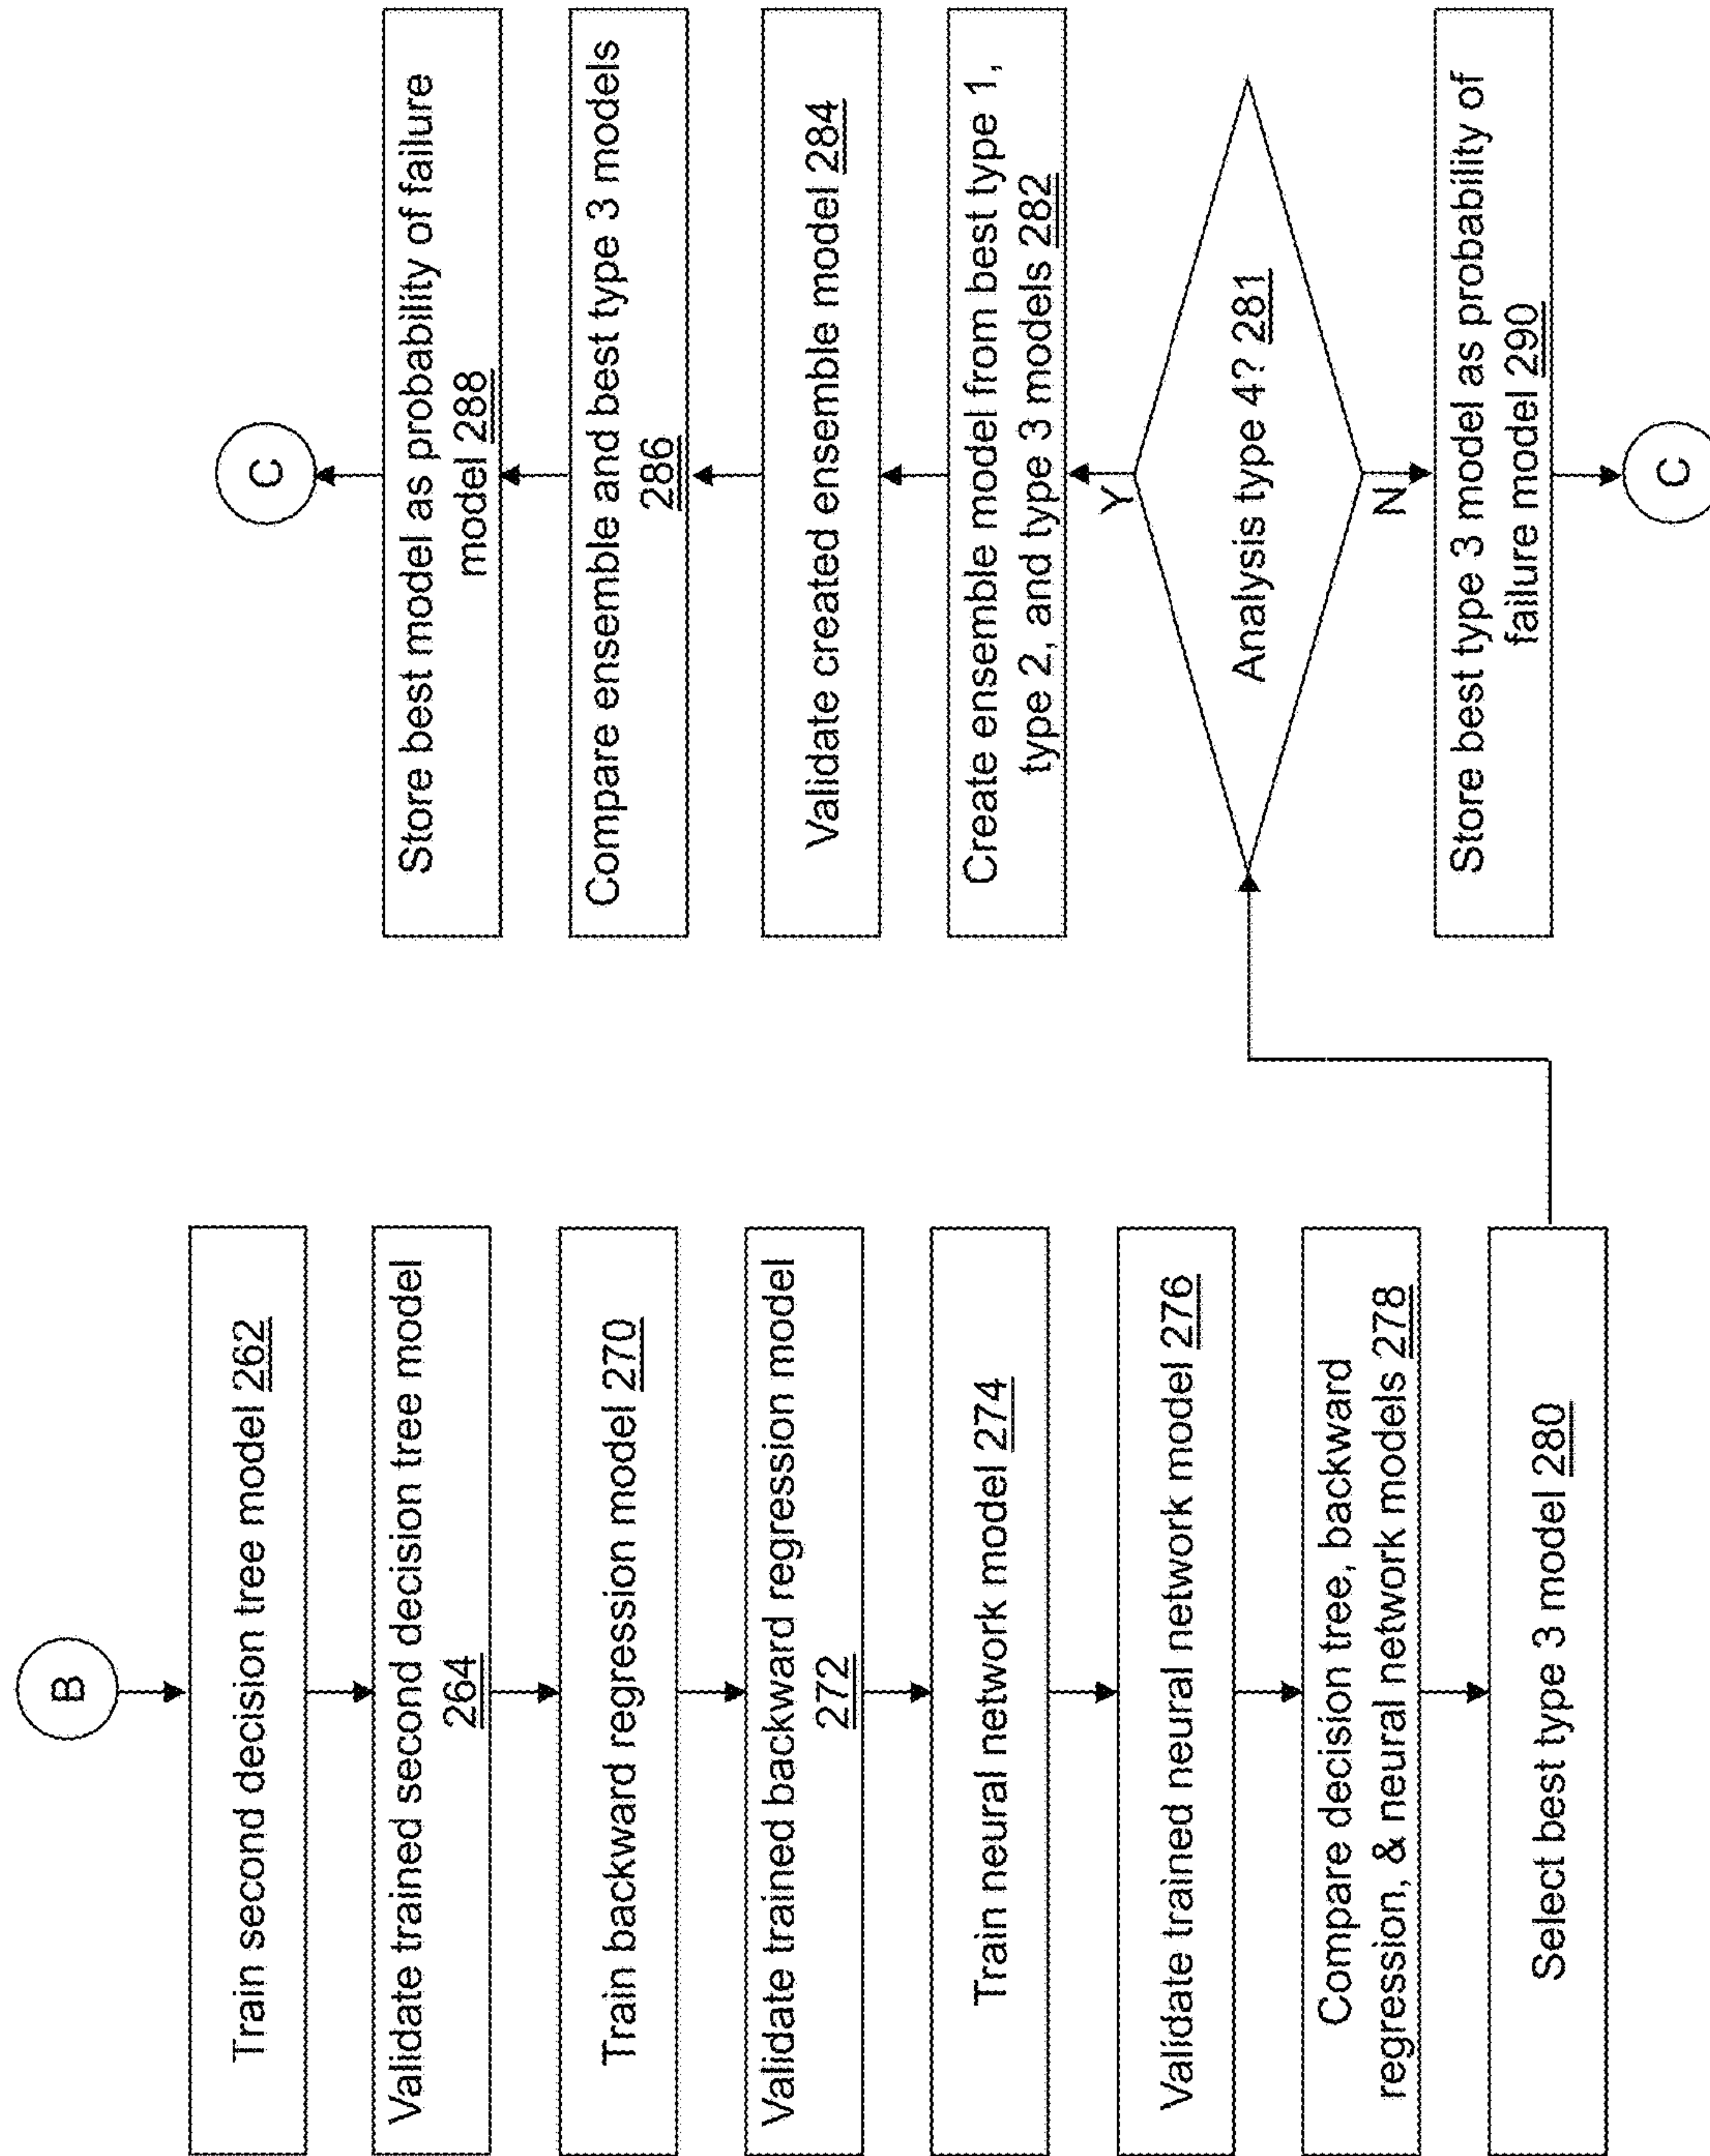 B
Train second decision tree model 262
Validate trained second decision tree model
264
Train backward regression model 270
Validate trained backward regression model
272
Train neural network model 274
Validate trained neural network model 276
Compare decision tree, backward
regression, & neural network models 278
Select best type 3 model 280
C
Store best model as probability of failure
model 288
Compare ensemble and best type 3 models
286
Validate created ensemble model 284
Create ensemble model from best type 1,
type 2, and type 3 models 282
Y
Analysis type 4? 281
N
Store best type 3 model as probability of
failure model 290
C